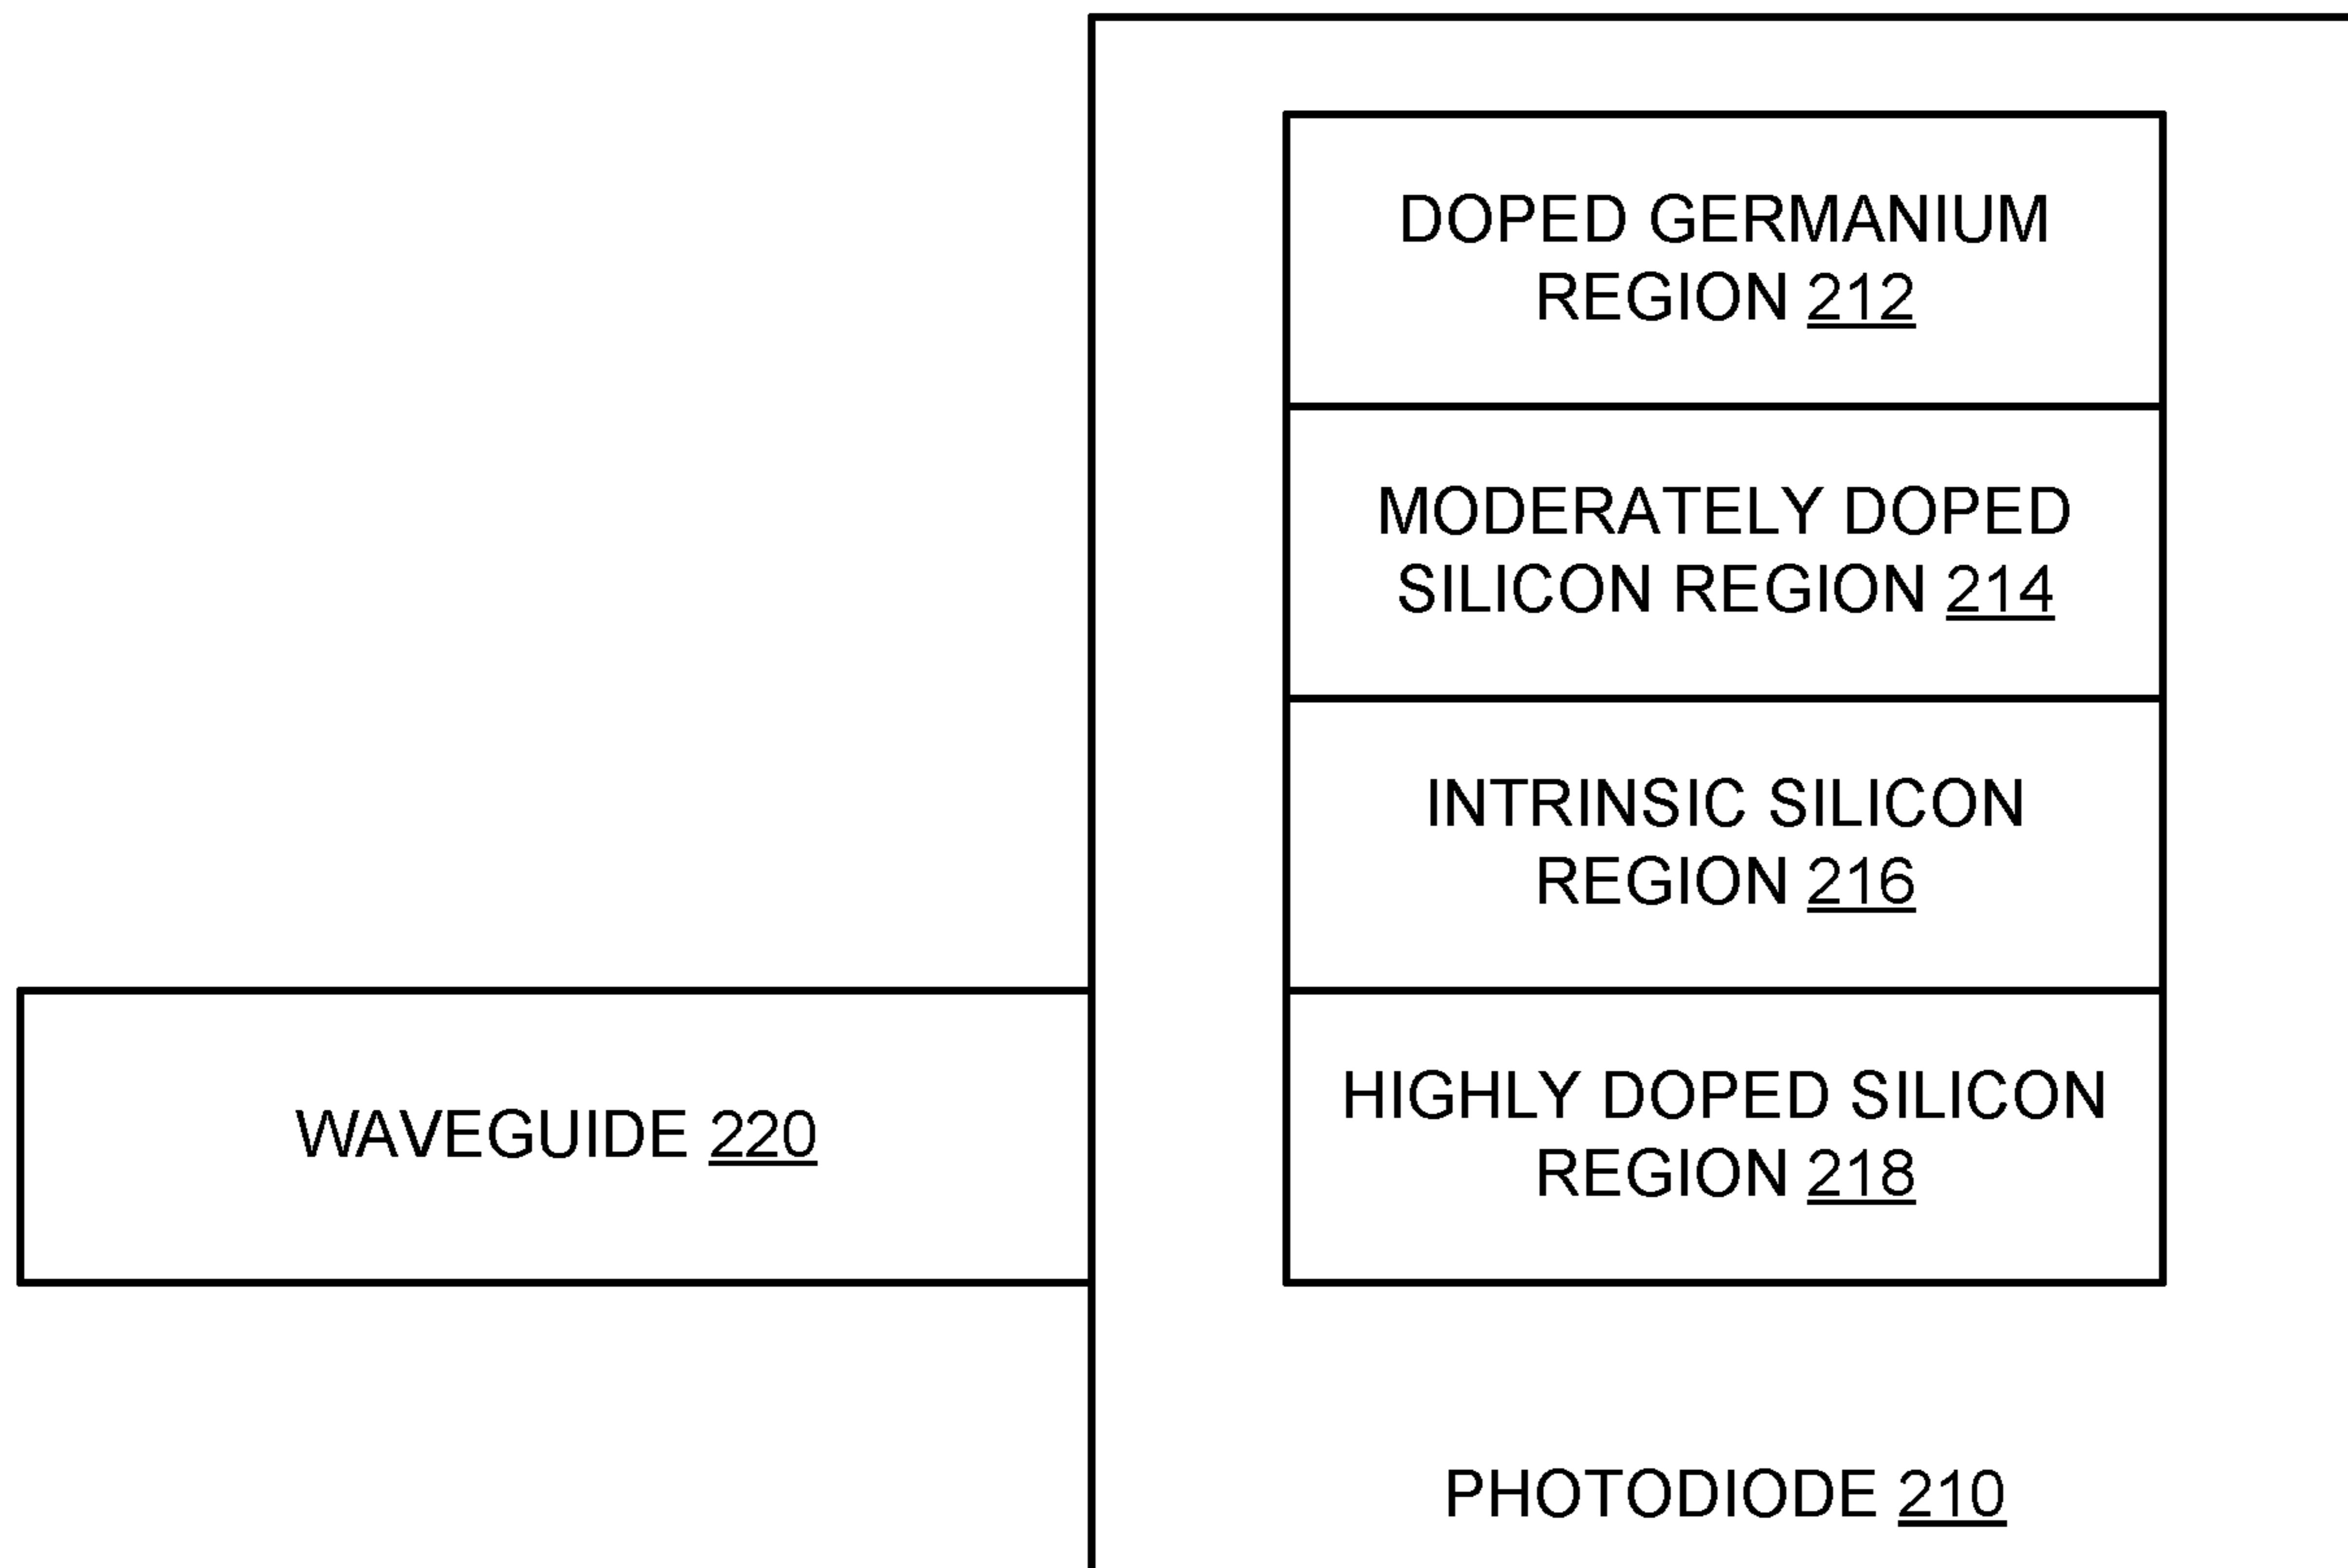 DOPED GERMANIUM
REGION 212
MODERATELY DOPED
SILICON REGION 214
INTRINSIC SILICON
REGION 216
HIGHLY DOPED SILICON
REGION 218
WAVEGUIDE 220
PHOTODIODE 210